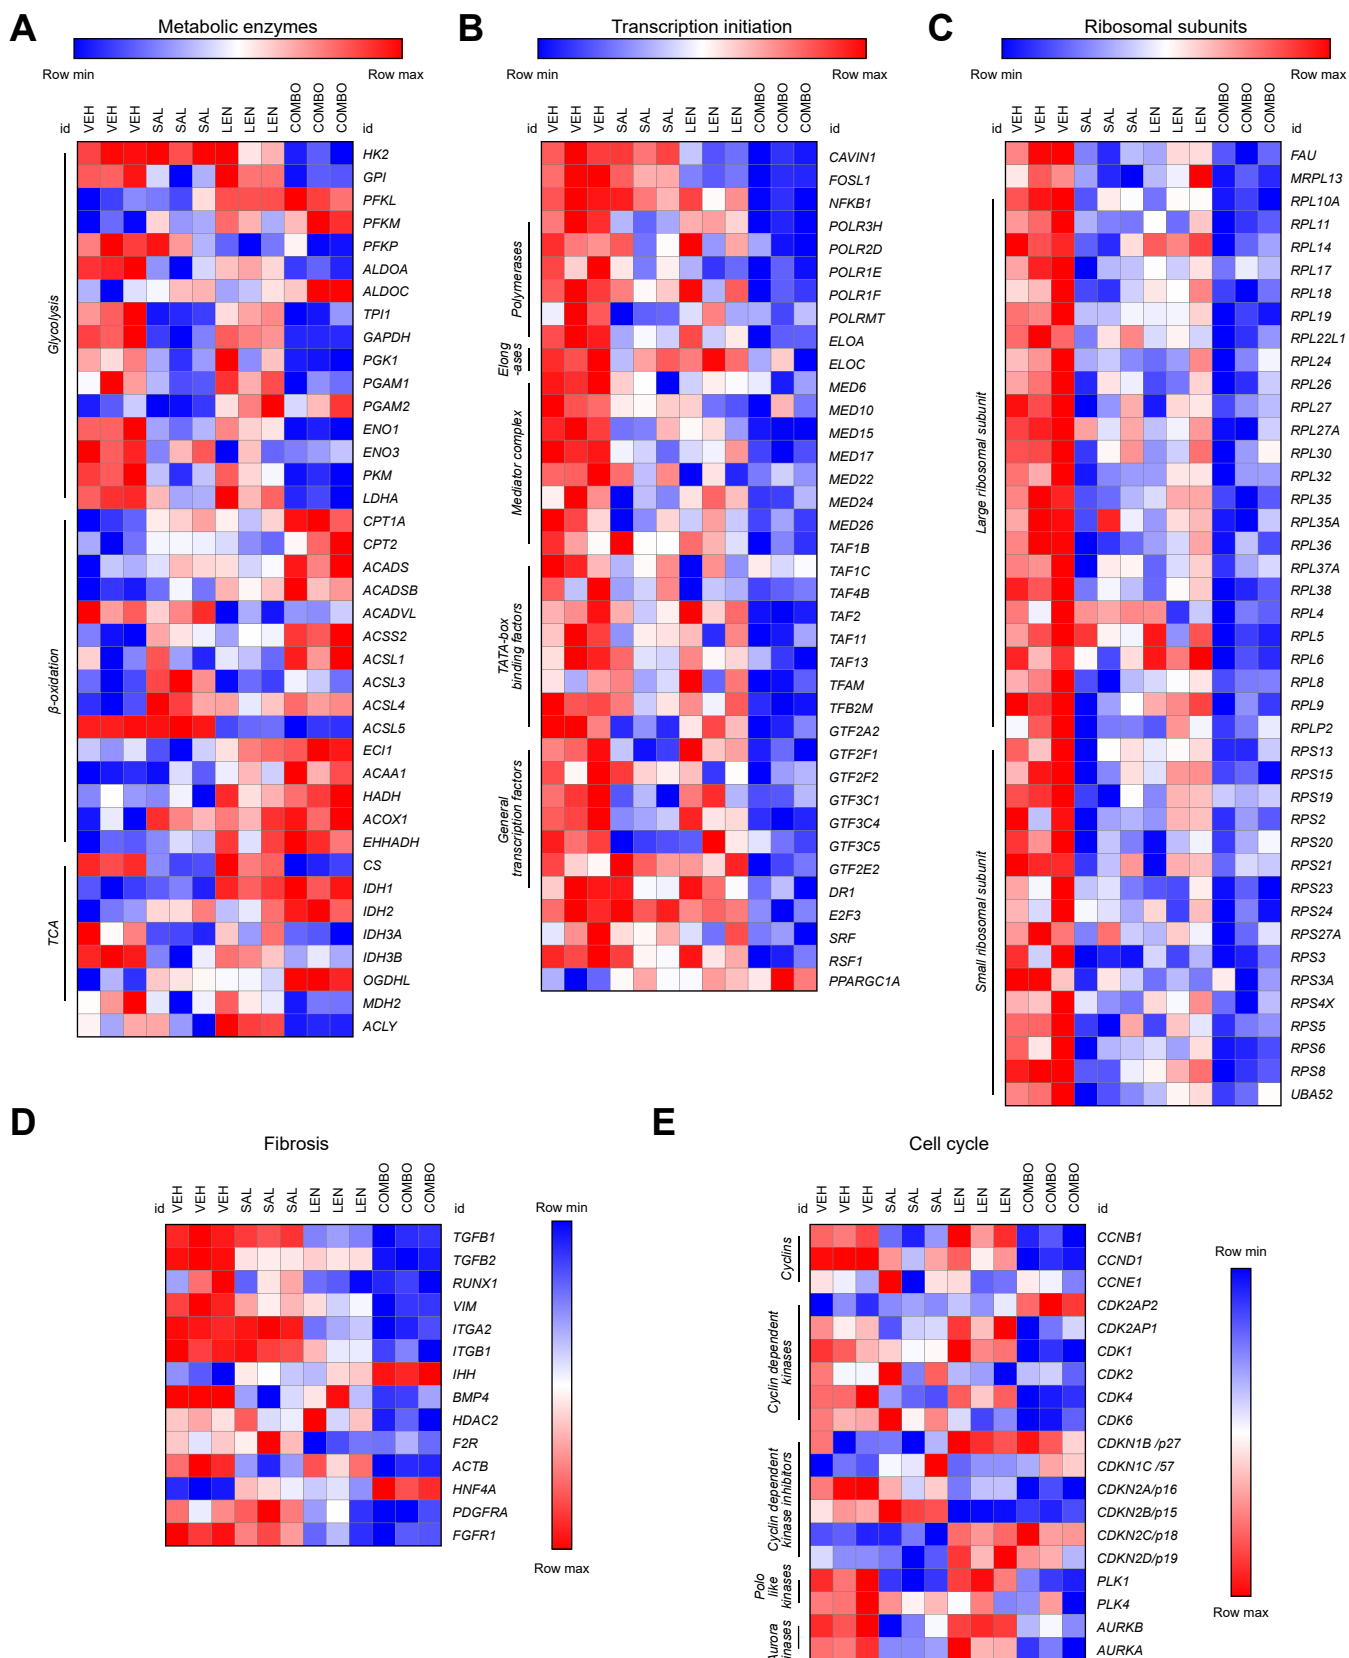 A
Metabolic enzymes
Row min
Row max
id
VEH
VEH
VEH
SAL
SAL
SAL
LEN
LEN
LEN
COMBO
COMBO
COMBO
id
Glycolysis
HK2
GPI
PFKL
PFKM
PFKP
ALDOA
ALDOC
TPI1
GAPDH
PGK1
PGAM1
PGAM2
ENO1
ENO3
PKM
LDHA
β-oxidation
CPT1A
CPT2
ACADS
ACADSB
ACADVL
ACSS2
ACSL1
ACSL3
ACSL4
ACSL5
ECI1
ACAA1
HADH
ACOX1
EHHADH
TCA
CS
IDH1
IDH2
IDH3A
IDH3B
OGDHL
MDH2
ACLY
B
Transcription initiation
Row min
Row max
id
VEH
VEH
VEH
SAL
SAL
SAL
LEN
LEN
LEN
COMBO
COMBO
COMBO
id
CAVIN1
FOSL1
NFKB1
Polymerases
POLR3H
POLR2D
POLR1E
POLR1F
POLRMT
Elong
-ases
ELOA
ELOC
Mediator complex
MED6
MED10
MED15
MED17
MED22
MED24
MED26
TATA-box
binding factors
TAF1B
TAF1C
TAF4B
TAF2
TAF11
TAF13
TFAM
TFB2M
General
transcription factors
GTF2A2
GTF2F1
GTF2F2
GTF3C1
GTF3C4
GTF3C5
GTF2E2
DR1
E2F3
SRF
RSF1
PPARGC1A
C
Ribosomal subunits
Row min
Row max
id
VEH
VEH
VEH
SAL
SAL
SAL
LEN
LEN
LEN
COMBO
COMBO
COMBO
id
FAU
MRPL13
Large ribosomal subunit
RPL10A
RPL11
RPL14
RPL17
RPL18
RPL19
RPL22L1
RPL24
RPL26
RPL27
RPL27A
RPL30
RPL32
RPL35
RPL35A
RPL36
RPL37A
RPL38
RPL4
RPL5
RPL6
RPL8
RPL9
RPLP2
Small ribosomal subunit
RPS13
RPS15
RPS19
RPS2
RPS20
RPS21
RPS23
RPS24
RPS27A
RPS3
RPS3A
RPS4X
RPS5
RPS6
RPS8
UBA52
D
Fibrosis
id
VEH
VEH
VEH
SAL
SAL
SAL
LEN
LEN
LEN
COMBO
COMBO
COMBO
id
TGFB1
TGFB2
RUNX1
VIM
ITGA2
ITGB1
IHH
BMP4
HDAC2
F2R
ACTB
HNF4A
PDGFRA
FGFR1
Row min
Row max
E
Cell cycle
id
VEH
VEH
VEH
SAL
SAL
SAL
LEN
LEN
LEN
COMBO
COMBO
COMBO
id
Cyclins
CCNB1
CCND1
CCNE1
Cyclin dependent
kinases
CDK2AP2
CDK2AP1
CDK1
CDK2
CDK4
CDK6
Cyclin dependent
kinase inhibitors
CDKN1B /p27
CDKN1C /57
CDKN2A/p16
CDKN2B/p15
CDKN2C/p18
CDKN2D/p19
Polo
like
kinases
PLK1
PLK4
Aurora
AURKB
AURKA
Row min
Row max